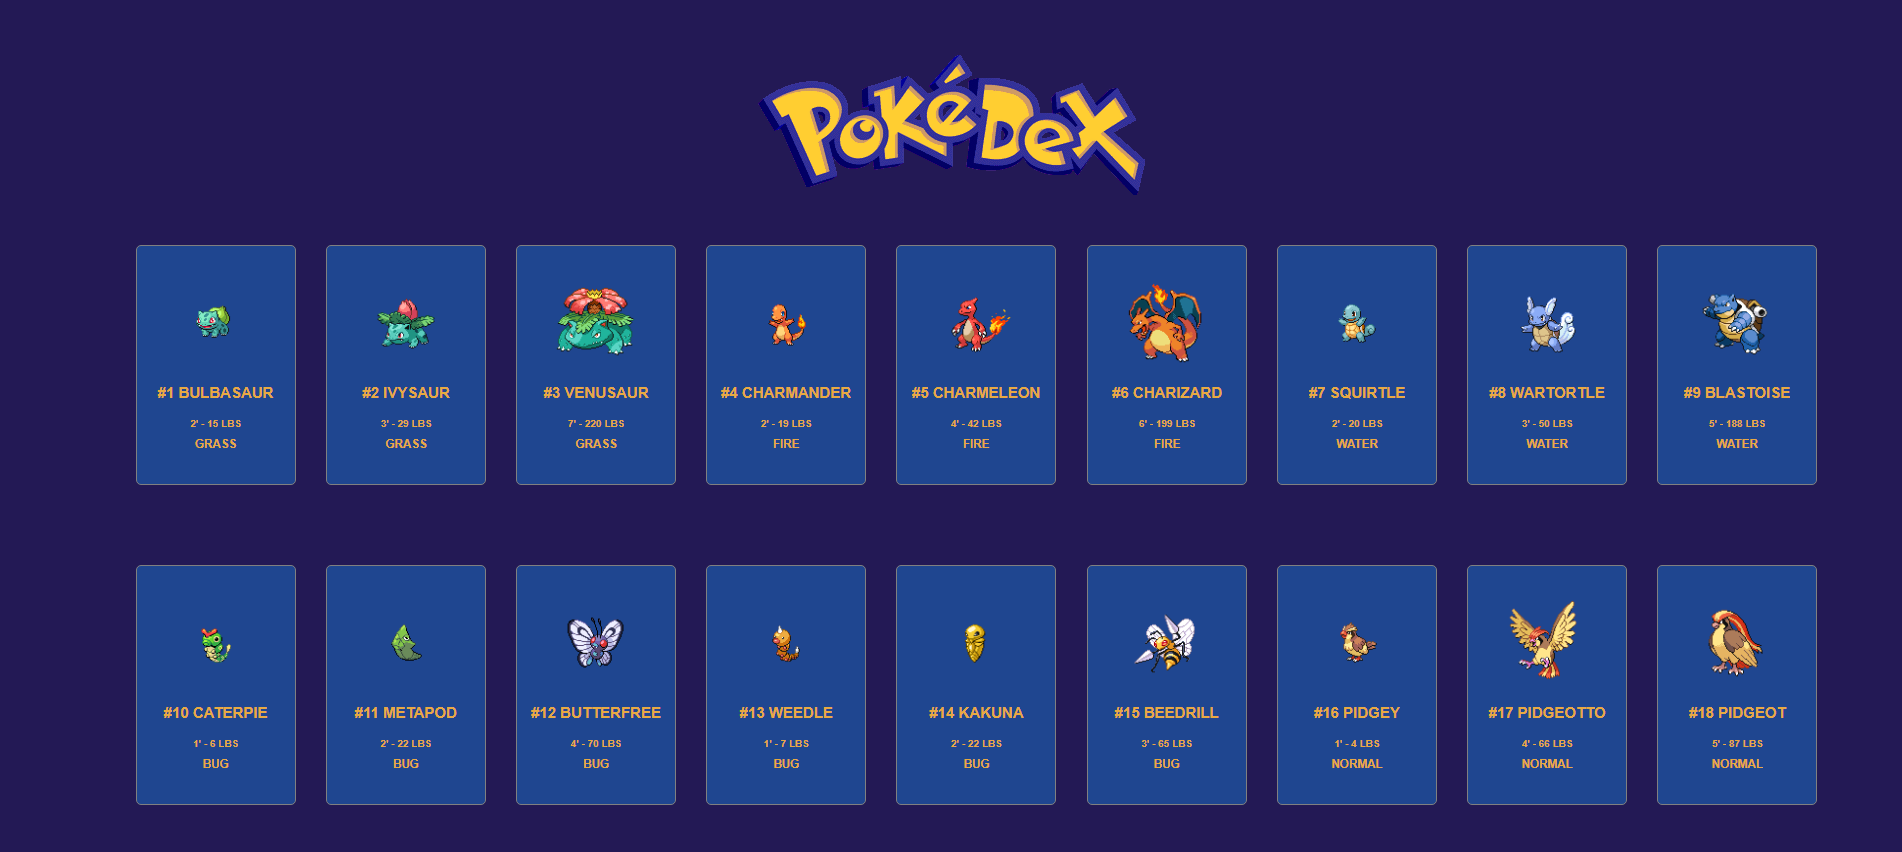 PokéDex
#1 BULBASAUR
2' - 15 LBS
GRASS
#2 IVYSAUR
3' - 29 LBS
GRASS
#3 VENUSAUR
7' - 220 LBS
GRASS
#4 CHARMANDER
2' - 19 LBS
FIRE
#5 CHARMELEON
4' - 42 LBS
FIRE
#6 CHARIZARD
6' - 199 LBS
FIRE
#7 SQUIRTLE
2' - 20 LBS
WATER
#8 WARTORTLE
3' - 50 LBS
WATER
#9 BLASTOISE
5' - 188 LBS
WATER
#10 CATERPIE
1' - 6 LBS
BUG
#11 METAPOD
2' - 22 LBS
BUG
#12 BUTTERFREE
4' - 70 LBS
BUG
#13 WEEDLE
1' - 7 LBS
BUG
#14 KAKUNA
2' - 22 LBS
BUG
#15 BEEDRILL
3' - 65 LBS
BUG
#16 PIDGEY
1' - 4 LBS
NORMAL
#17 PIDGEOTTO
4' - 66 LBS
NORMAL
#18 PIDGEOT
5' - 87 LBS
NORMAL